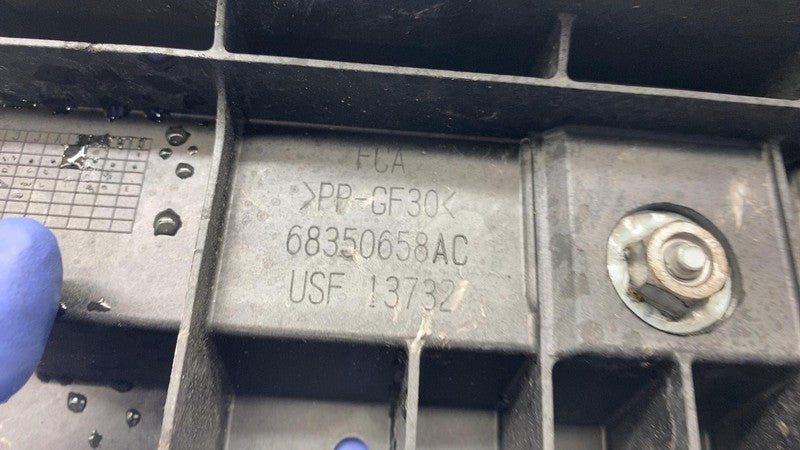 FCA
>PP-GF30<
68350658AC
USF 13732